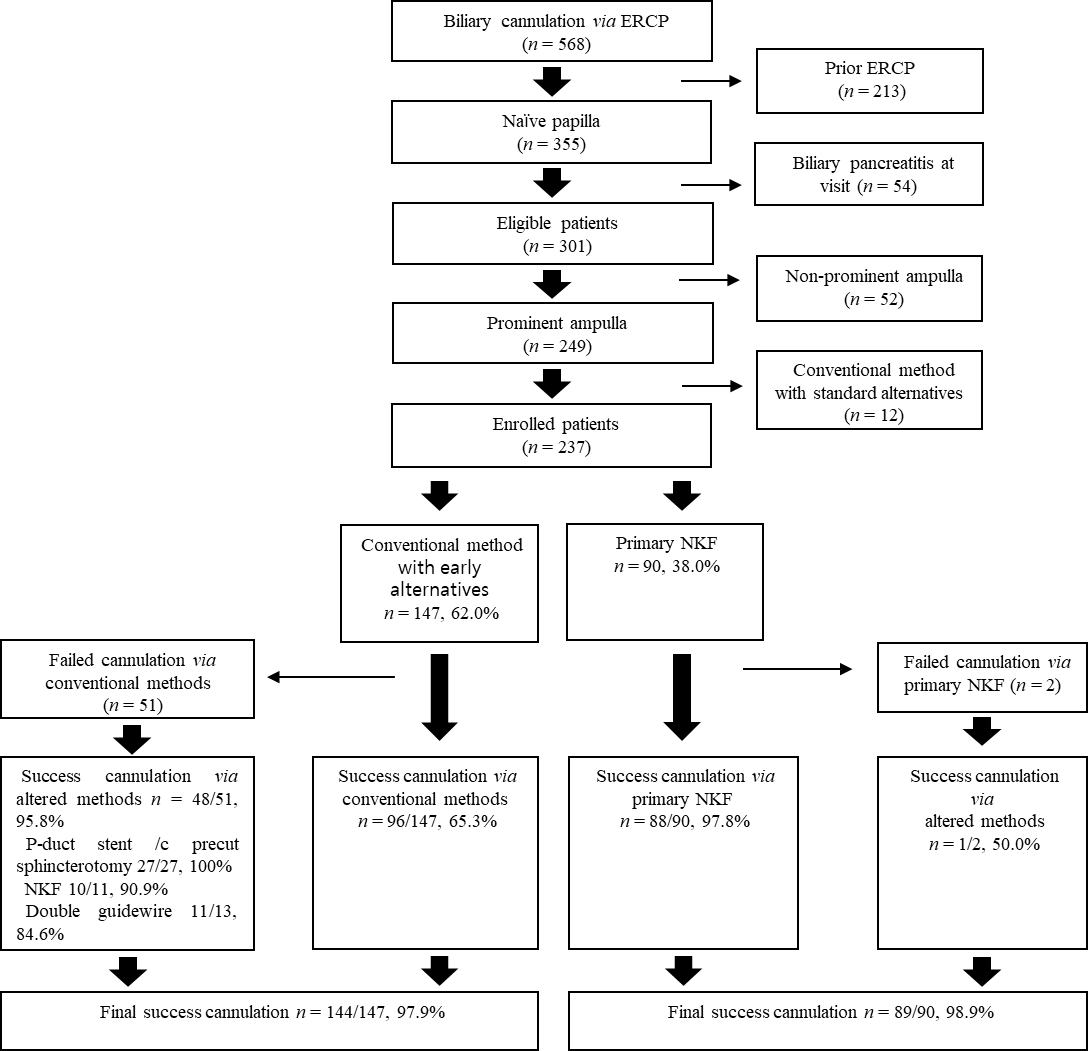 Biliary cannulation via ERCP
(n = 568)
Prior ERCP
(n = 213)
Naïve papilla
(n = 355)
Biliary pancreatitis at
visit (n = 54)
Eligible patients
(n = 301)
Non-prominent ampulla
(n = 52)
Prominent ampulla
(n = 249)
Conventional method
with standard alternatives
(n = 12)
Enrolled patients
(n = 237)
Conventional method
with early
alternatives
n = 147, 62.0%
Primary NKF
n = 90, 38.0%
Failed cannulation via
conventional methods
(n = 51)
Failed cannulation via
primary NKF (n = 2)
Success cannulation via
altered methods n = 48/51,
95.8%
P-duct stent /c precut
sphincterotomy 27/27, 100%
NKF 10/11, 90.9%
Double guidewire 11/13,
84.6%
Success cannulation via
conventional methods
n = 96/147, 65.3%
Success cannulation via
primary NKF
n = 88/90, 97.8%
Success cannulation
via
altered methods
n = 1/2, 50.0%
Final success cannulation n = 144/147, 97.9%
Final success cannulation n = 89/90, 98.9%